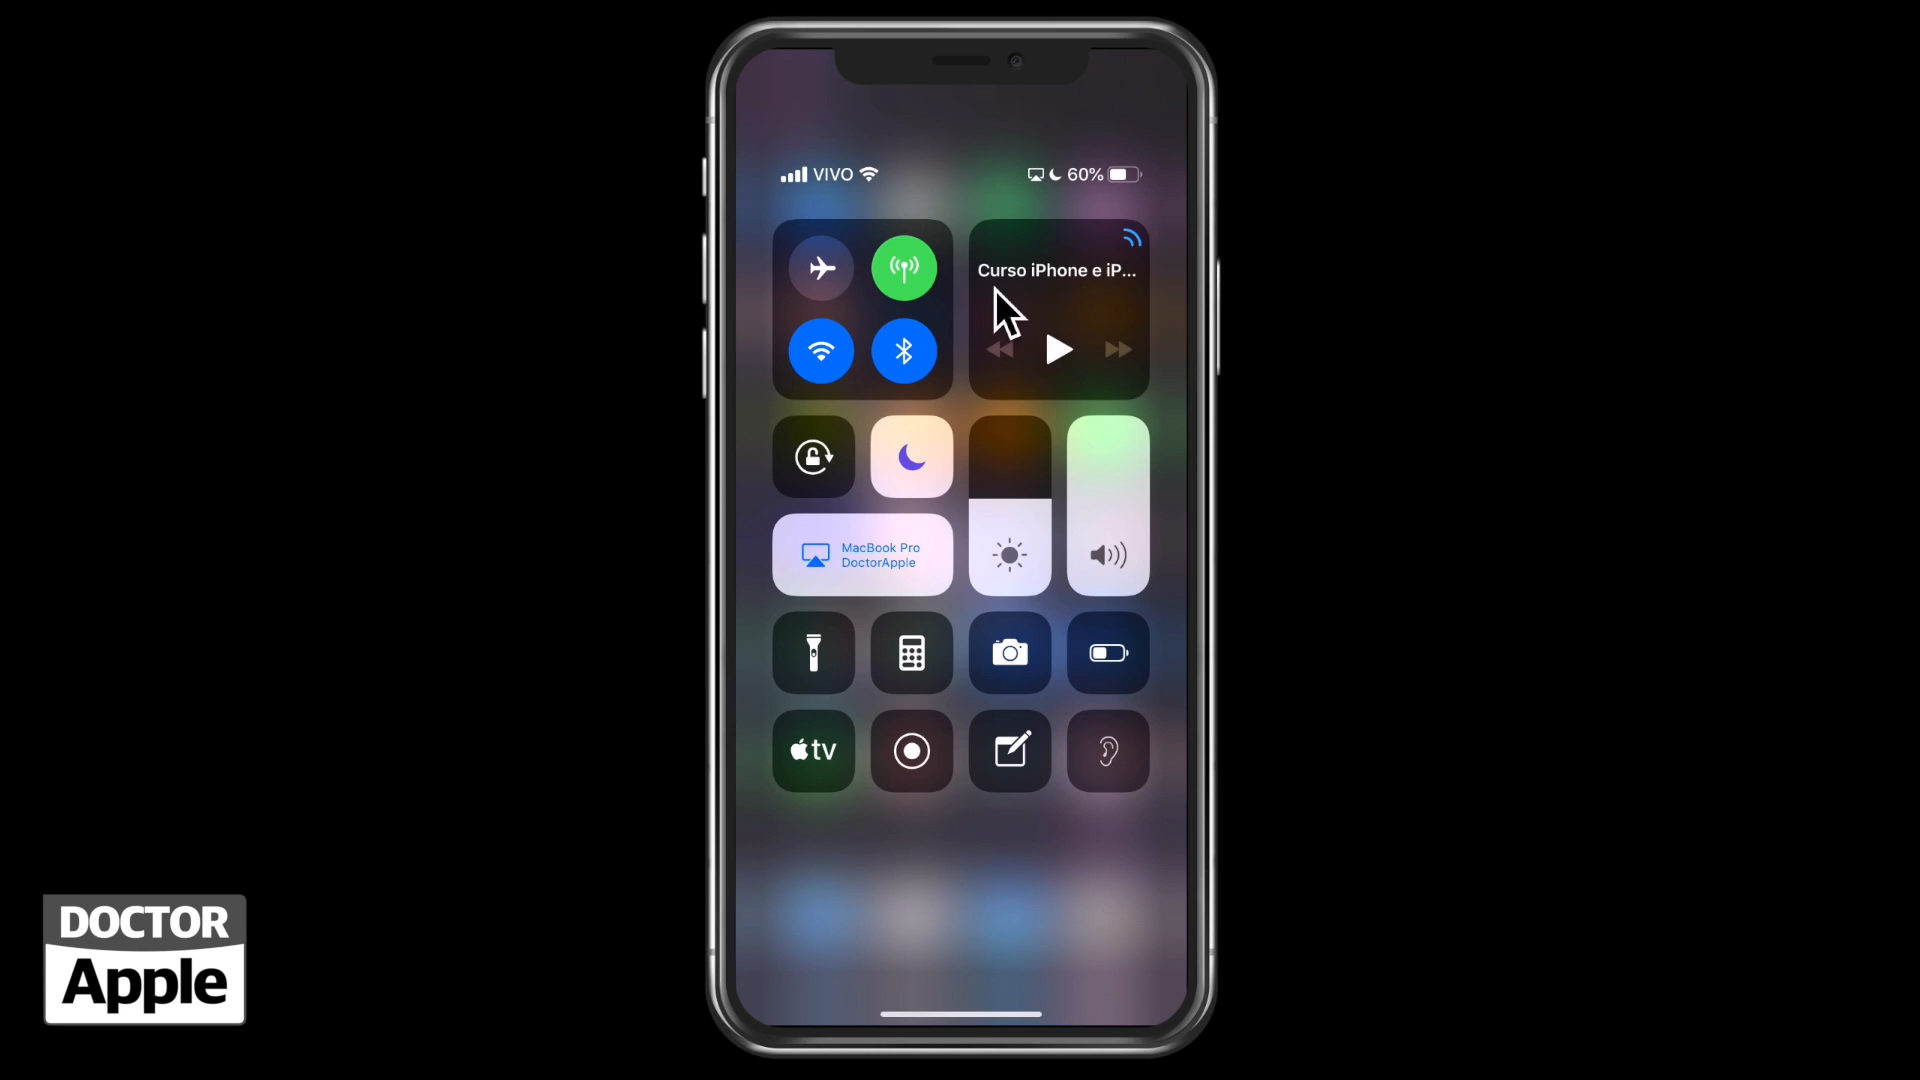 VIVO
60%
Curso iPhone e iP...
MacBook Pro
DoctorApple
tv
DOCTOR
Apple